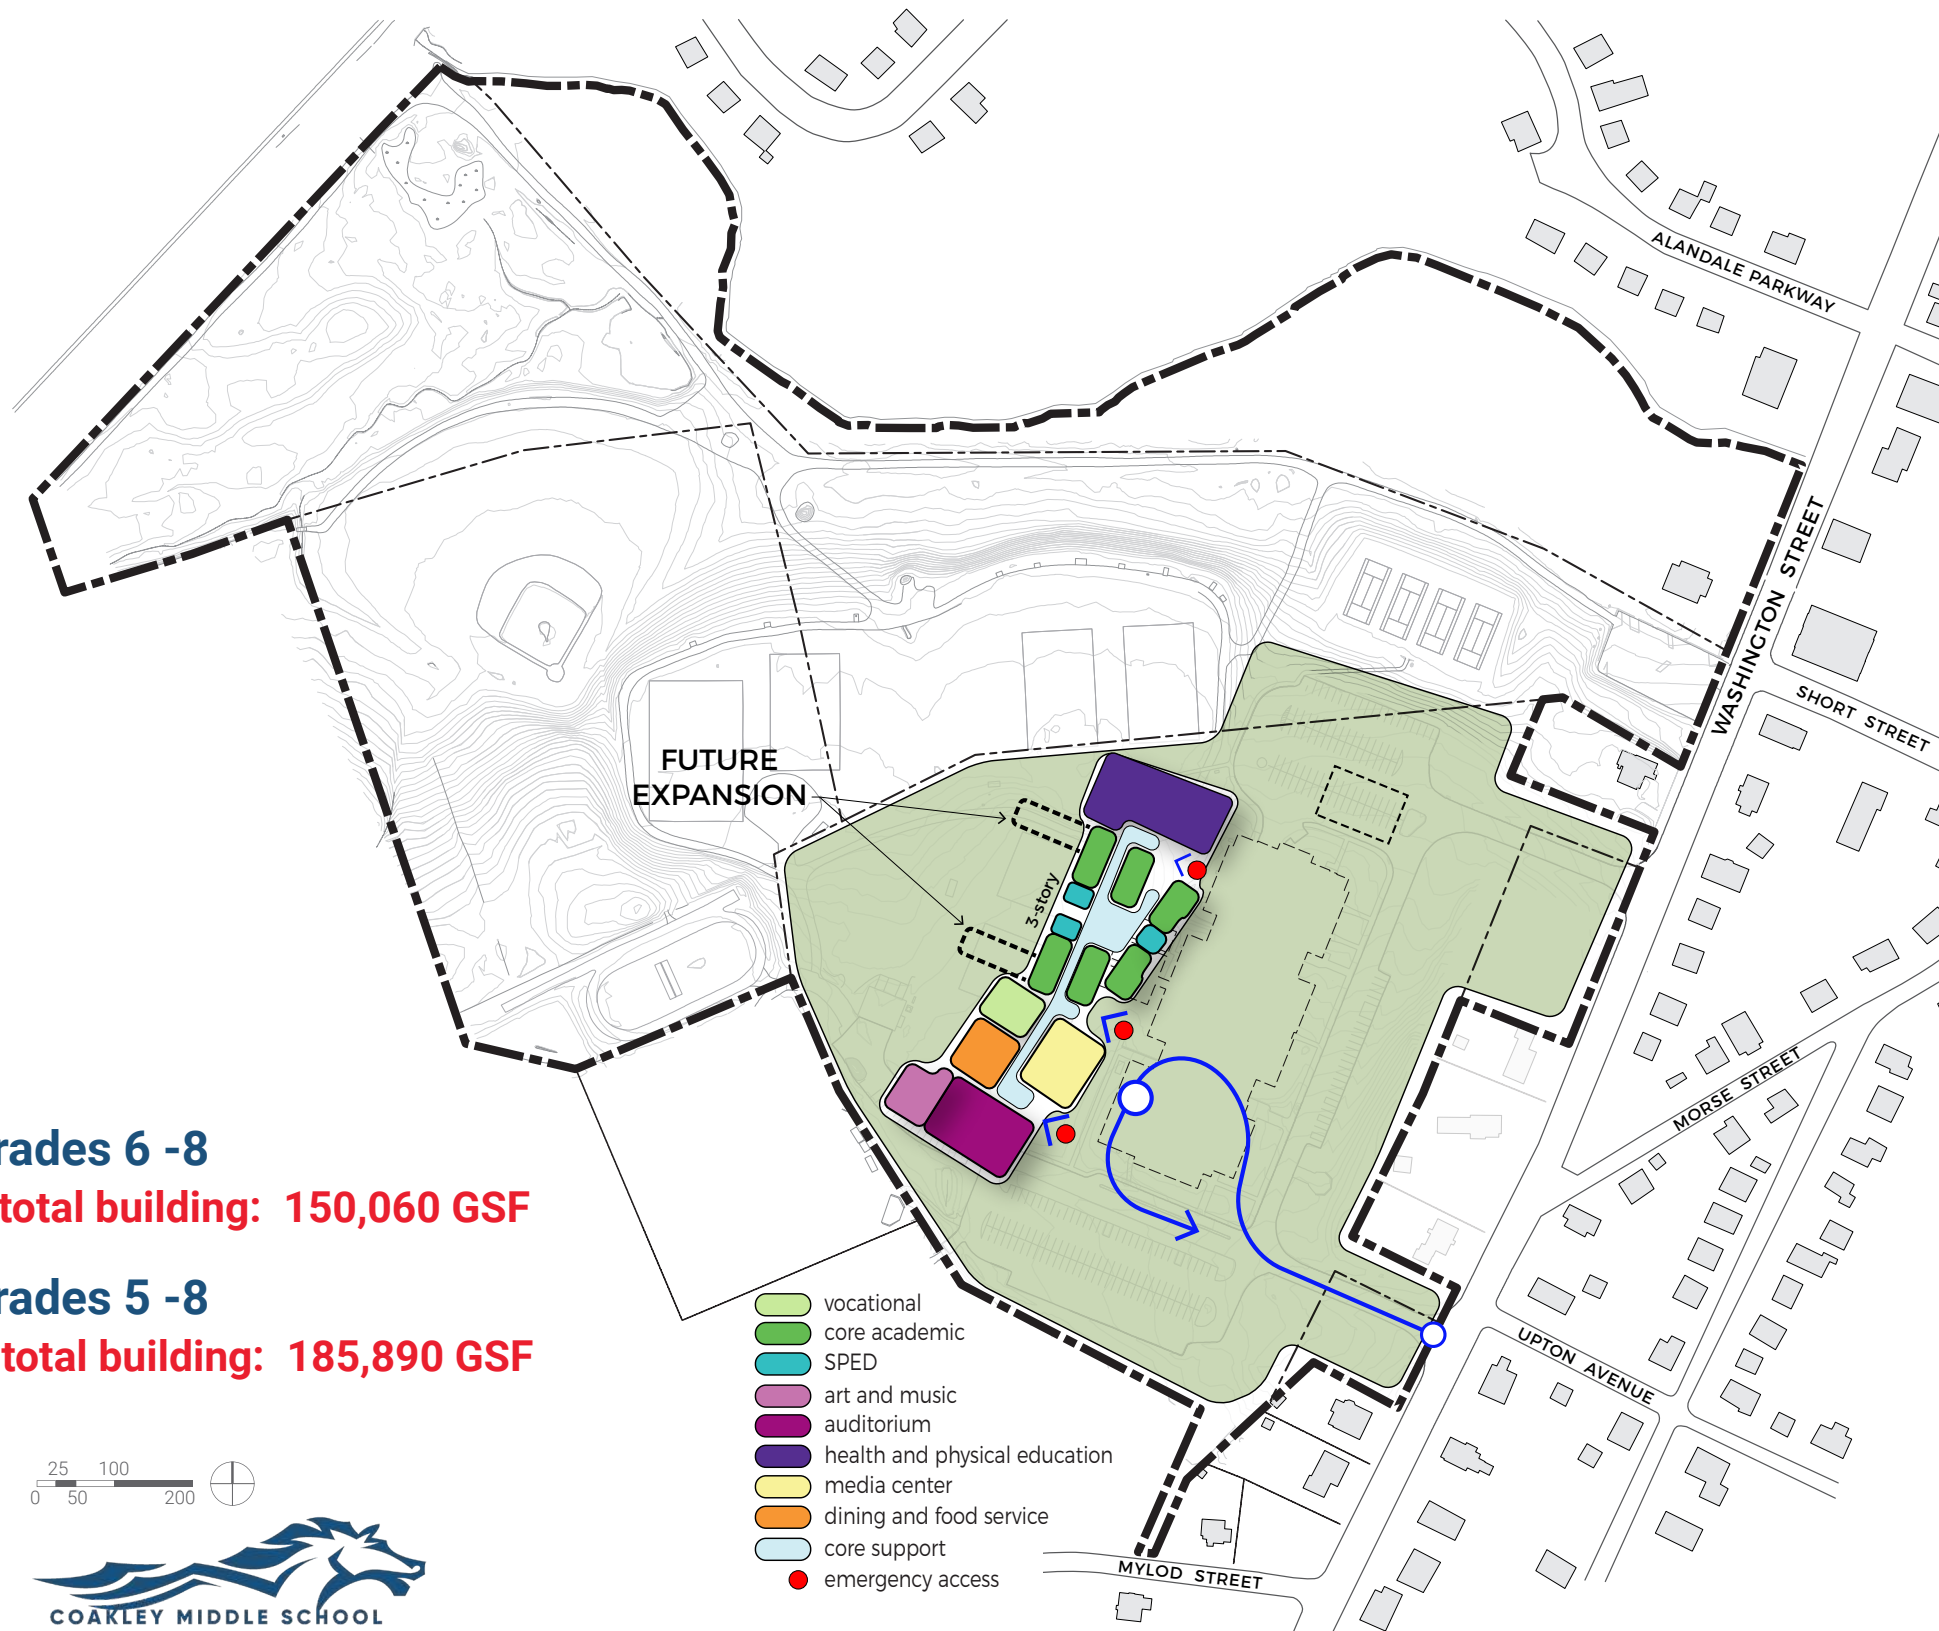 ALANDALE PARKWAY
WASHINGTON STREET
SHORT STREET
FUTURE
EXPANSION
3-story
MORSE STREET
rades 6 -8
total building: 150,060 GSF
rades 5 -8
total building: 185,890 GSF
UPTON AVENUE
vocational
core academic
SPED
art and music
auditorium
health and physical education
media center
dining and food service
core support
emergency access
25 100
0 50 200
MYLOD STREET
COAKLEY MIDDLE SCHOOL